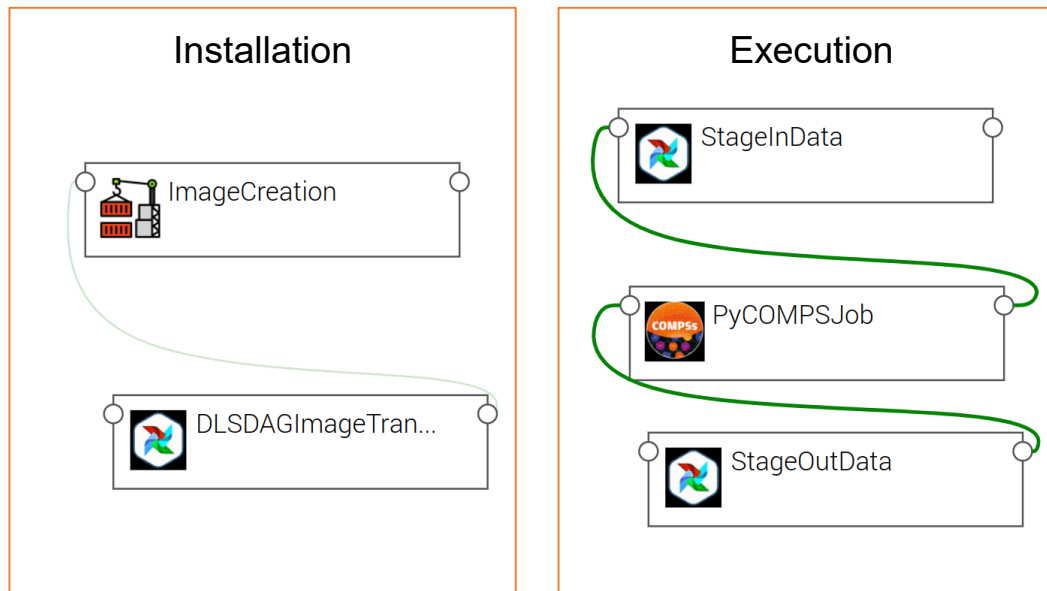 Installation
ImageCreation
DLSDAGImageTran...
Execution
StageInData
PyCOMPSJob
COMPSs
StageOutData